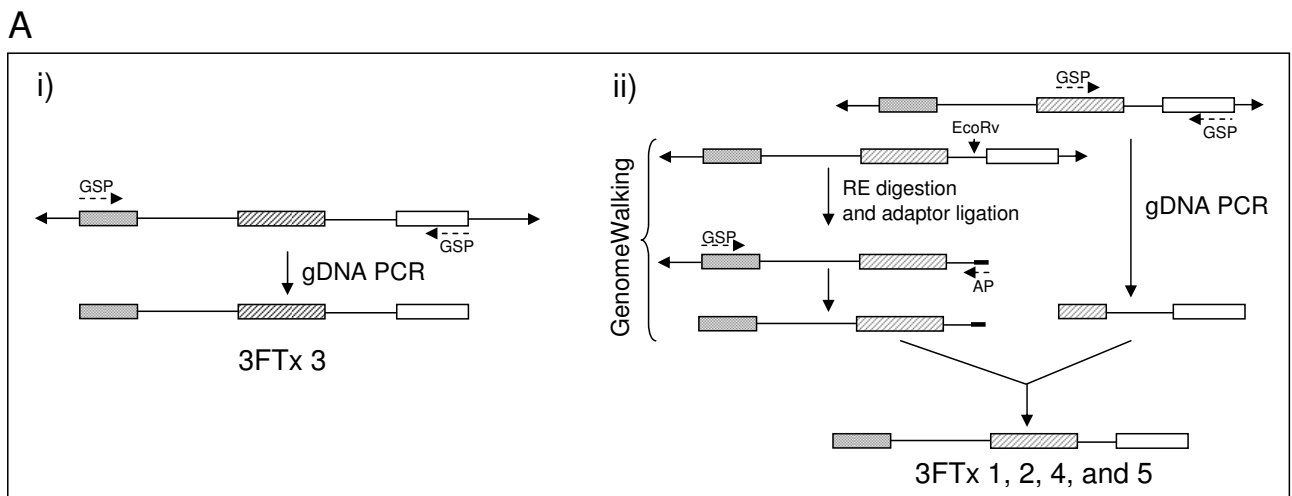 A
i)
GSP
GSP
gDNA PCR
3FTx 3
ii)
GSP
GSP
EcoRv
GenomeWalking
RE digestion
and adaptor ligation
gDNA PCR
GSP
AP
3FTx 1, 2, 4, and 5